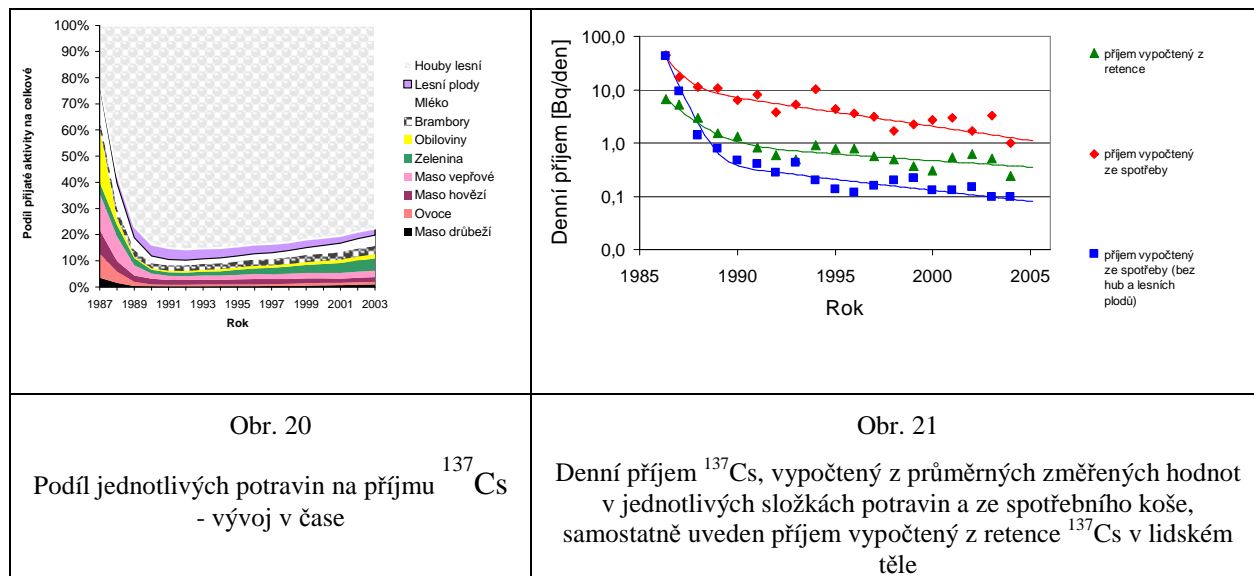 100%
90%
80%
70%
60%
50%
40%
30%
20%
10%
0%
Podíl přijaté aktivity na celkové
1987 1989 1991 1993 1995 1997 1999 2001 2003
Rok
Houby lesní
Lesní plody
Mléko
Brambory
Obiloviny
Zelenina
Maso vepřové
Maso hovězí
Ovoce
Maso drůbeží
100,0
10,0
1,0
0,1
0,0
Denní příjem [Bq/den]
1985 1990 1995 2000 2005
Rok
příjem vypočtený z
retence
příjem vypočtený
ze spotřeby
příjem vypočtený
ze spotřeby (bez
hub a lesních
plodů)
Obr. 20
Podíl jednotlivých potravin na příjmu 137Cs
- vývoj v čase
Obr. 21
Denní příjem 137Cs, vypočtený z průměrných změřených hodnot
v jednotlivých složkách potravin a ze spotřebního koše,
samostatně uveden příjem vypočtený z retence 137Cs v lidském
těle